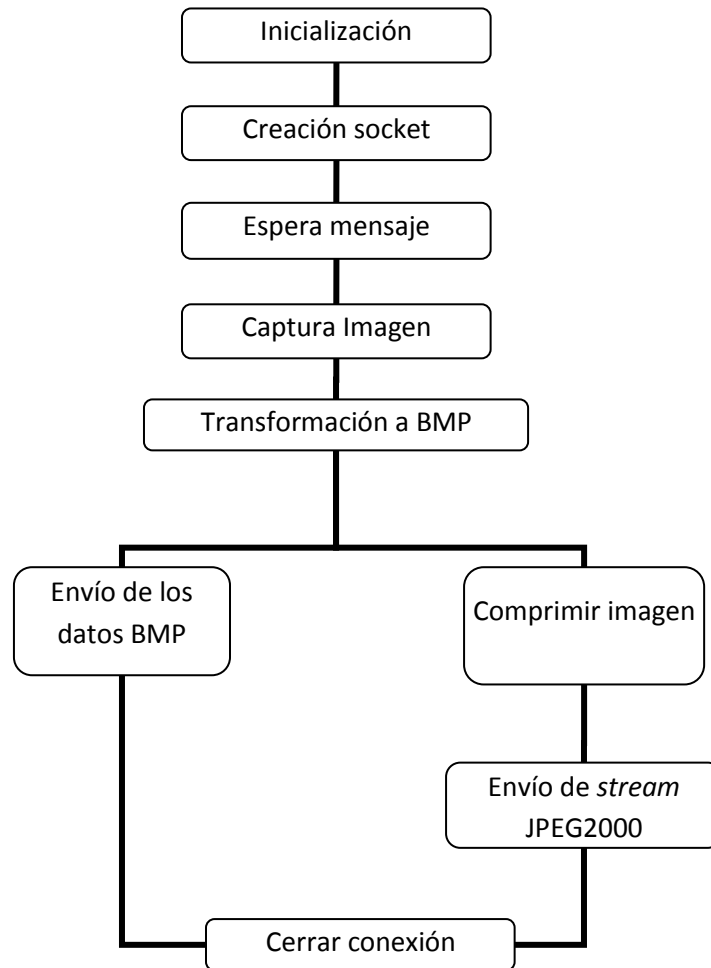 Inicialización
Creación socket
Espera mensaje
Captura Imagen
Transformación a BMP
Envío de los
datos BMP
Comprimir imagen
Envío de stream
JPEG2000
Cerrar conexión